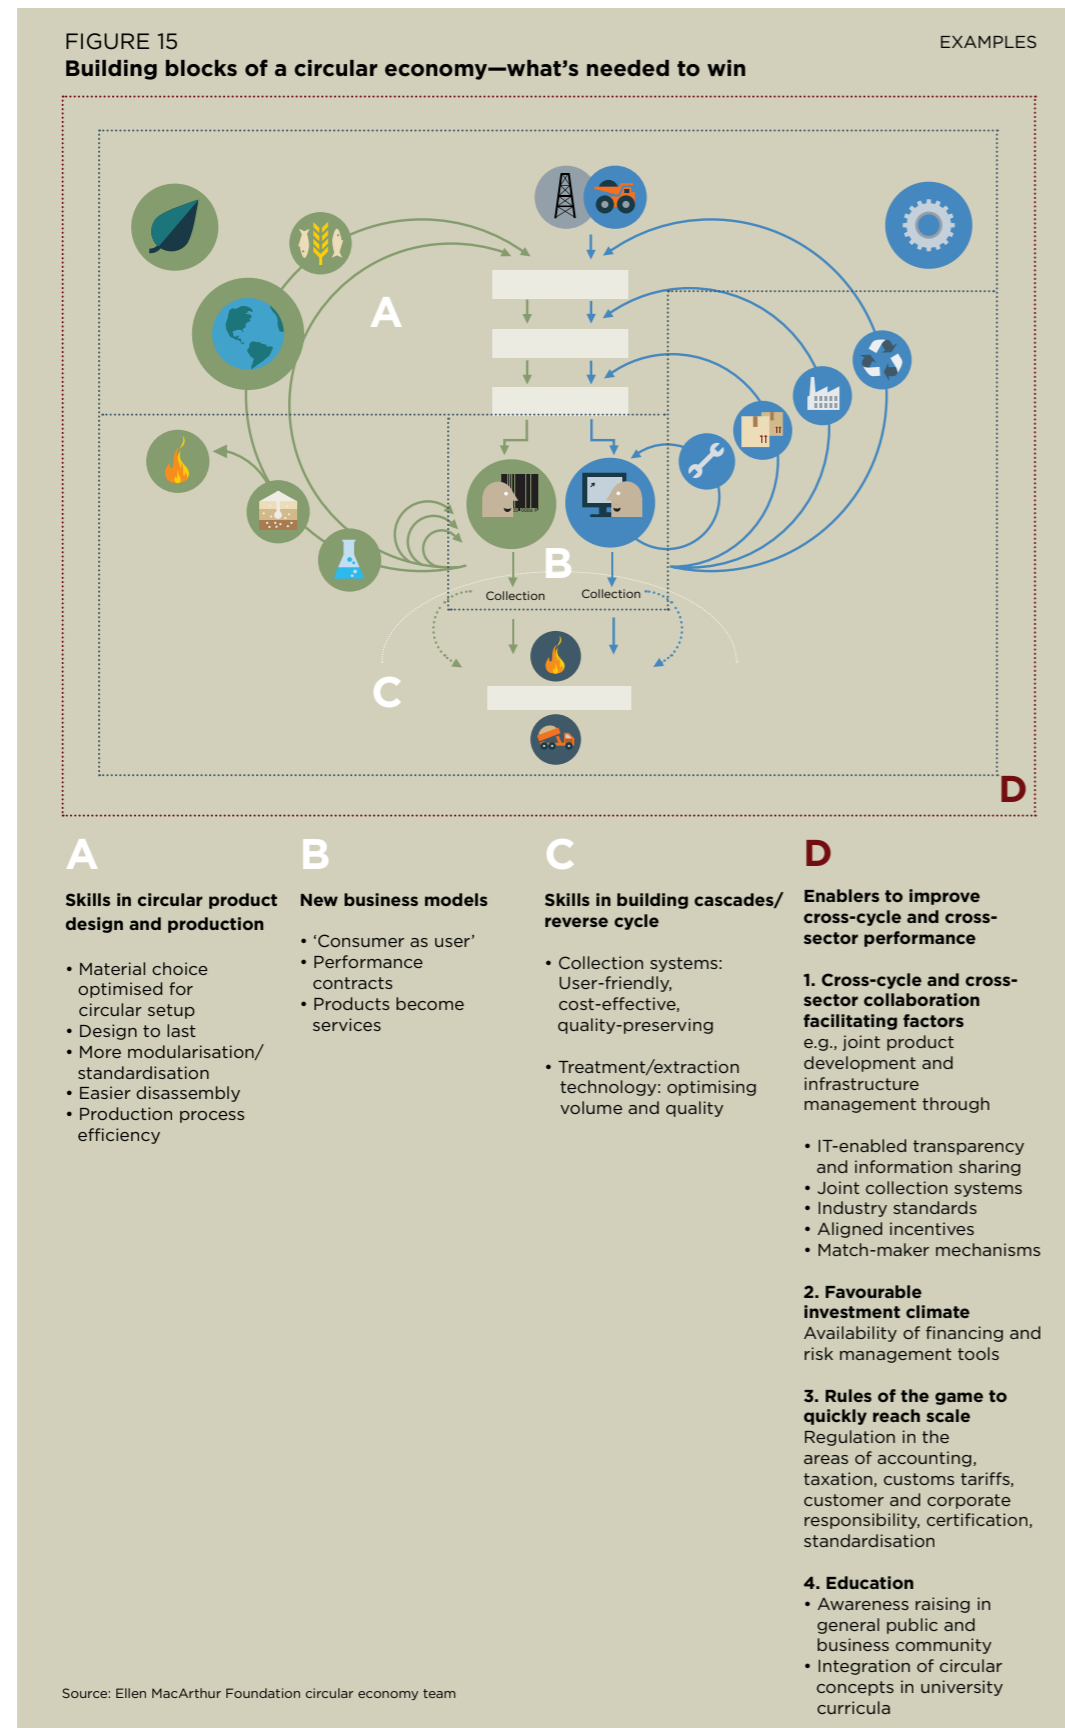 FIGURE 15
EXAMPLES
Building blocks of a circular economy—what’s needed to win
A
B
Collection
Collection
C
D
A
Skills in circular product
design and production
• Material choice
optimised for
circular setup
• Design to last
• More modularisation/
standardisation
• Easier disassembly
• Production process
efficiency
B
New business models
• ‘Consumer as user’
• Performance
contracts
• Products become
services
C
Skills in building cascades/
reverse cycle
• Collection systems:
User-friendly,
cost-effective,
quality-preserving
• Treatment/extraction
technology: optimising
volume and quality
D
Enablers to improve
cross-cycle and cross-
sector performance
1. Cross-cycle and cross-
sector collaboration
facilitating factors
e.g., joint product
development and
infrastructure
management through
• IT-enabled transparency
and information sharing
• Joint collection systems
• Industry standards
• Aligned incentives
• Match-maker mechanisms
2. Favourable
investment climate
Availability of financing and
risk management tools
3. Rules of the game to
quickly reach scale
Regulation in the
areas of accounting,
taxation, customs tariffs,
customer and corporate
responsibility, certification,
standardisation
4. Education
• Awareness raising in
general public and
business community
• Integration of circular
concepts in university
curricula
Source: Ellen MacArthur Foundation circular economy team